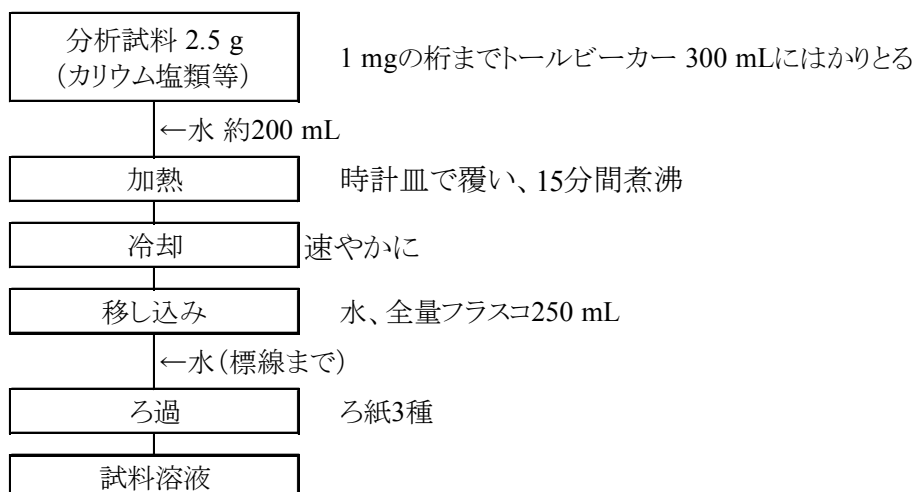 分析試料 2.5 g
(カリウム塩類等)
1 mgの桁までトールビーカー 300 mLにはかりとる
←水 約200 mL
加熱
時計皿で覆い、15分間煮沸
冷却
速やかに
移し込み
水、全量フラスコ250 mL
←水(標線まで)
ろ過
ろ紙3種
試料溶液